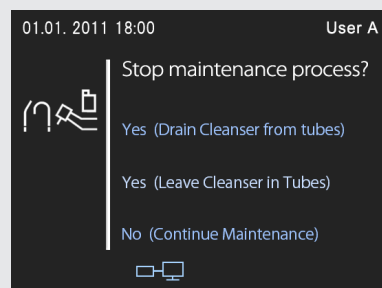 01.01. 2011 18:00 User A
Stop maintenance process?
Yes (Drain Cleanser from tubes)
Yes (Leave Cleanser in Tubes)
No (Continue Maintenance)